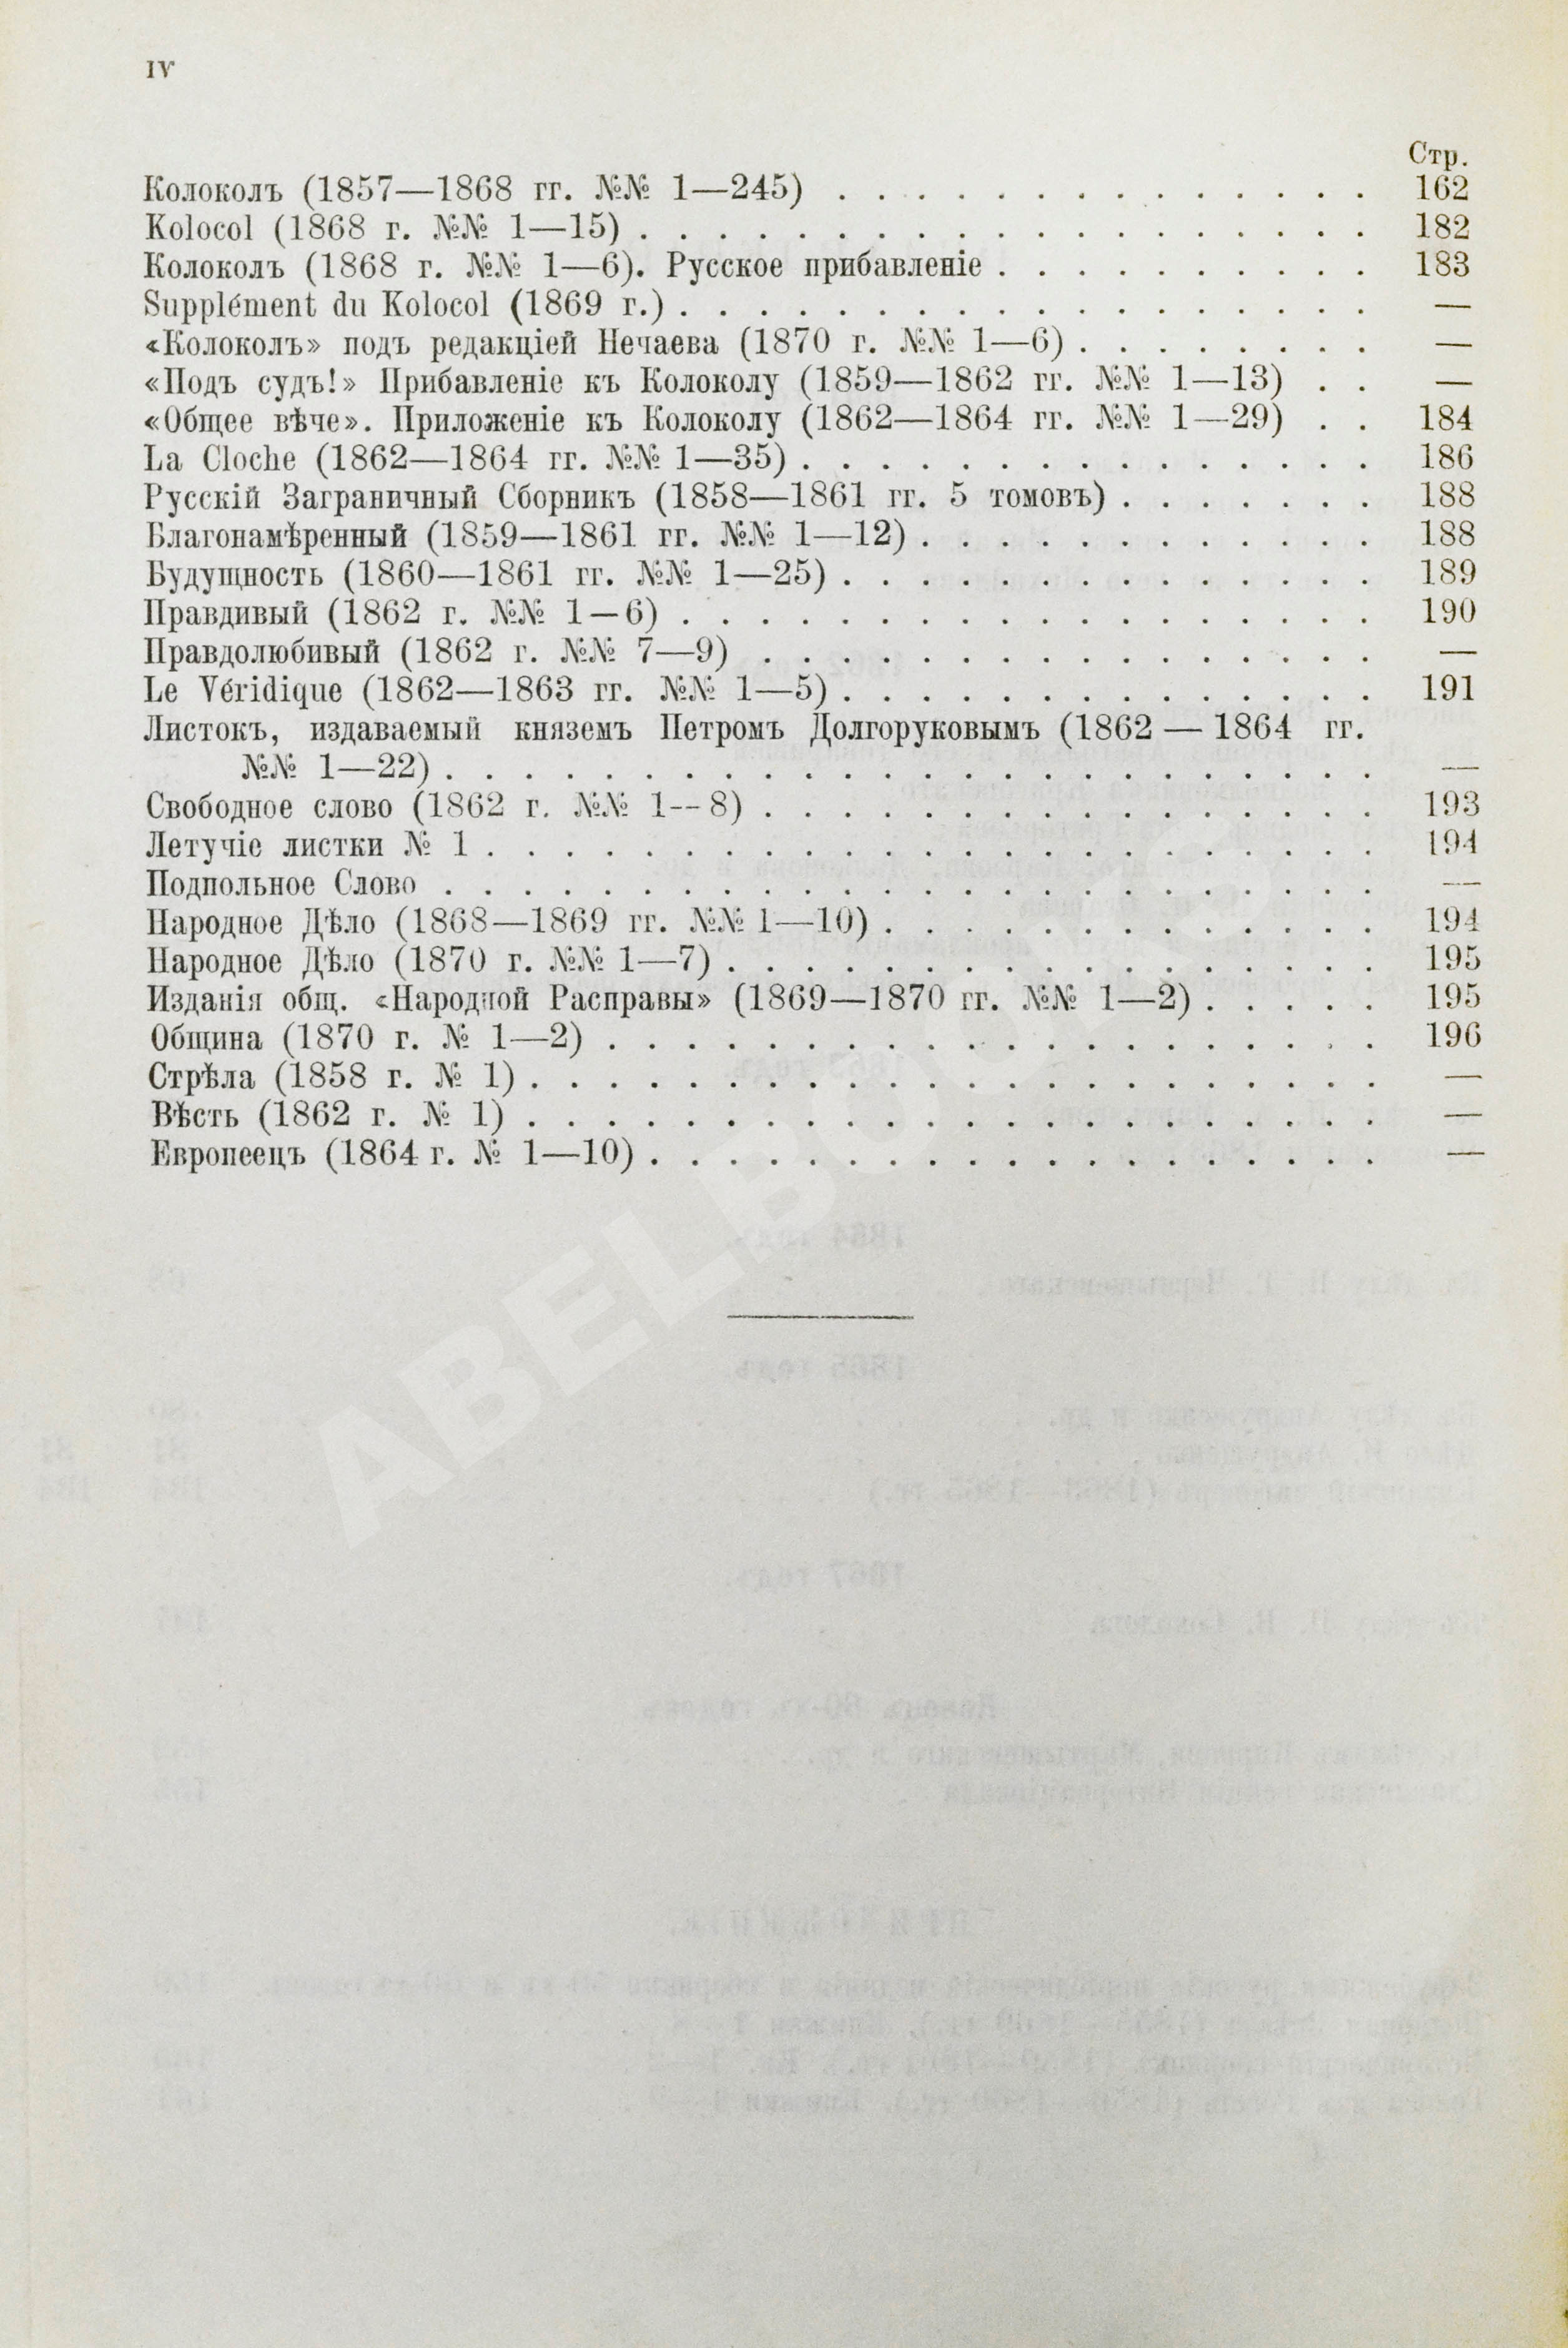 IV
Стр.
Колоколъ (1857—1868 гг. №№ 1—245) . . . . . . . . . . . . . . 162
Kolocol (1868 г. №№ 1—15) . . . . . . . . . . . . . . . . . . . 182
Колоколъ (1868 г. №№ 1—6). Русское прибавленіе . . . . . . . . . . 183
Supplément du Kolocol (1869 г.) . . . . . . . . . . . . . . . . . . —
«Колоколъ» подъ редакціей Нечаева (1870 г. №№ 1—6) . . . . . . . . —
«Подъ судъ!» Прибавленіе къ Колоколу (1859—1862 гг. №№ 1—13) . . —
«Общее вѣче». Приложеніе къ Колоколу (1862—1864 гг. №№ 1—29) . . 184
La Cloche (1862—1864 гг. №№ 1—35) . . . . . . . . . . . . . . . 186
Русскій Заграничный Сборникъ (1858—1861 гг. 5 томовъ) . . . . . . . 188
Благонамѣренный (1859—1861 гг. №№ 1—12) . . . . . . . . . . . . 188
Будущность (1860—1861 гг. №№ 1—25) . . . . . . . . . . . . . . 189
Правдивый (1862 г. №№ 1—6) . . . . . . . . . . . . . . . . . . 190
Правдолюбивый (1862 г. №№ 7—9) . . . . . . . . . . . . . . . . —
Le Véridique (1862—1863 гг. №№ 1—5) . . . . . . . . . . . . . . 191
Листокъ, издаваемый княземъ Петромъ Долгоруковымъ (1862 — 1864 гг.
№№ 1—22) . . . . . . . . . . . . . . . . . . . . . . . . —
Свободное слово (1862 г. №№ 1--8) . . . . . . . . . . . . . . . . 193
Летучіе листки № 1 . . . . . . . . . . . . . . . . . . . . . . . 194
Подпольное Слово . . . . . . . . . . . . . . . . . . . . . . . . —
Народное Дѣло (1868—1869 гг. №№ 1—10) . . . . . . . . . . . . . 194
Народное Дѣло (1870 г. №№ 1—7) . . . . . . . . . . . . . . . . . 195
Изданія общ. «Народной Расправы» (1869—1870 гг. №№ 1—2) . . . . . 195
Община (1870 г. № 1—2) . . . . . . . . . . . . . . . . . . . . 196
Стрѣла (1858 г. № 1) . . . . . . . . . . . . . . . . . . . . . . —
Вѣсть (1862 г. № 1) . . . . . . . . . . . . . . . . . . . . . . —
Европеецъ (1864 г. № 1—10) . . . . . . . . . . . . . . . . . . . —